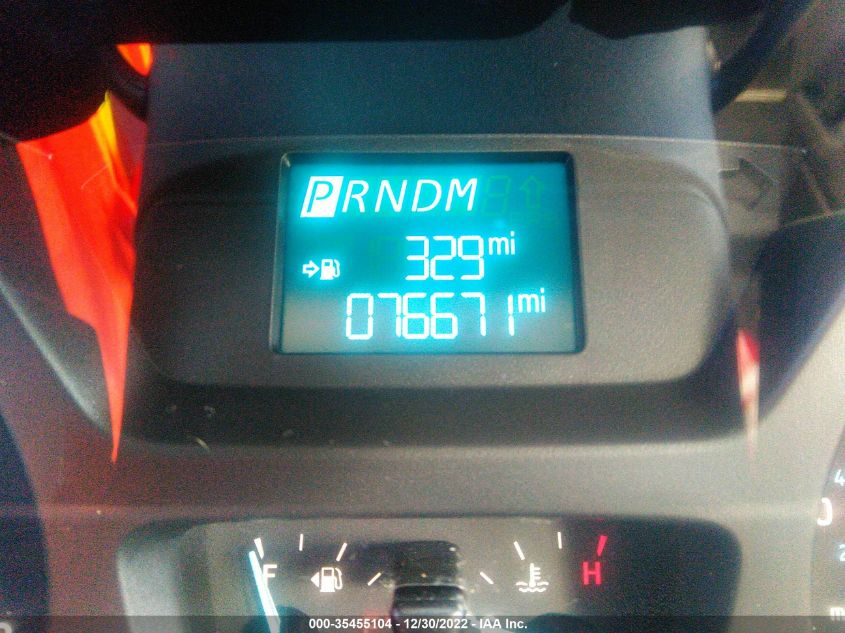 PRNDM
329 mi
076671 mi
F
H
000-35455104 - 12/30/2022 - IAA Inc.